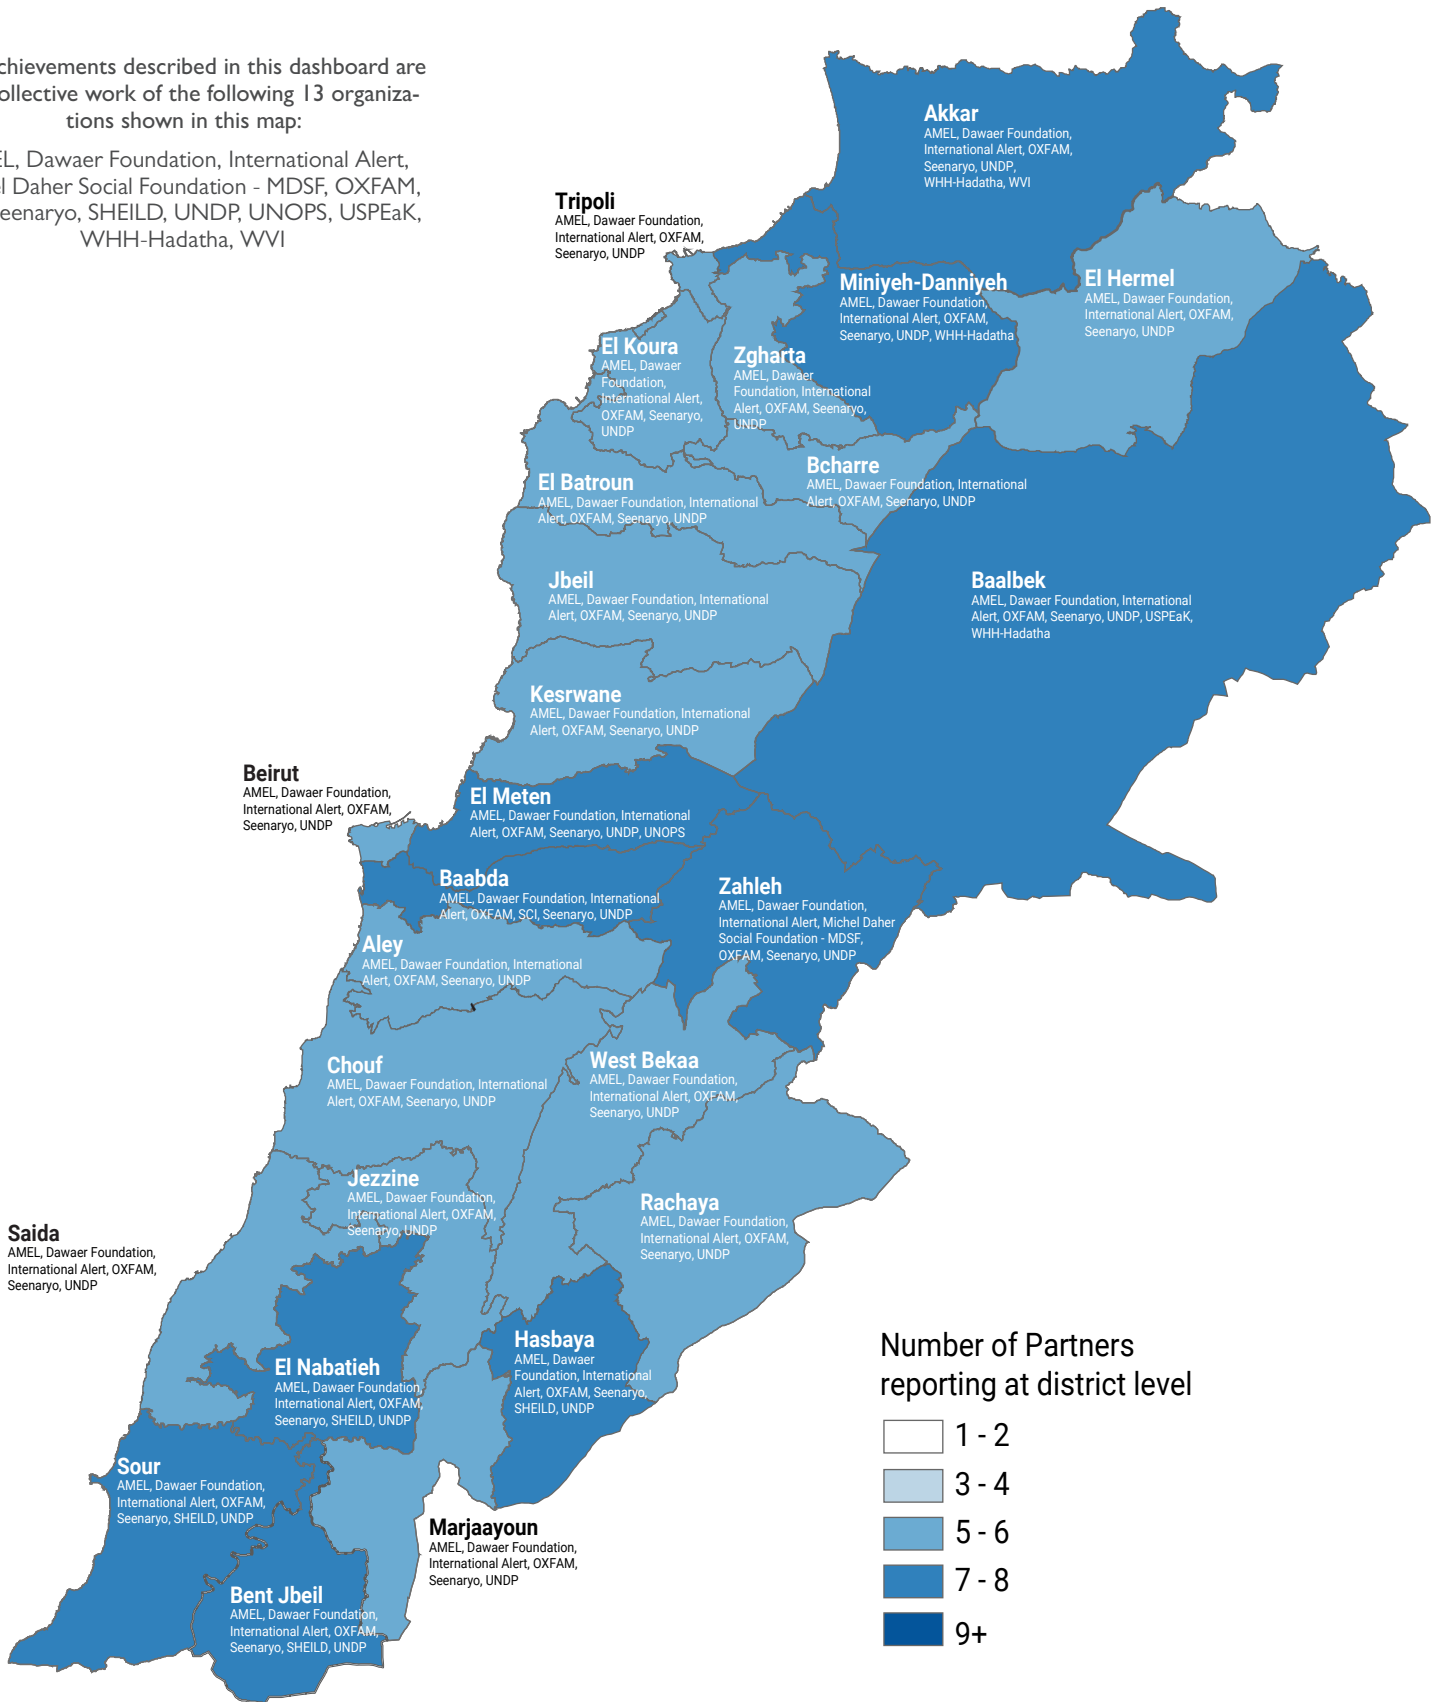 chievements described in this dashboard are
ollective work of the following 13 organiza-
tions shown in this map:
EL, Dawaer Foundation, International Alert,
el Daher Social Foundation - MDSF, OXFAM,
eenaryo, SHEILD, UNDP, UNOPS, USPEaK,
WHH-Hadatha, WVI
Akkar
AMEL, Dawaer Foundation,
International Alert, OXFAM,
Seenaryo, UNDP,
WHH-Hadatha, WVI
Tripoli
AMEL, Dawaer Foundation,
International Alert, OXFAM,
Seenaryo, UNDP
Miniyeh-Danniyeh
AMEL, Dawaer Foundation,
International Alert, OXFAM,
Seenaryo, UNDP, WHH-Hadatha
El Hermel
AMEL, Dawaer Foundation,
International Alert, OXFAM,
Seenaryo, UNDP
El Koura
AMEL, Dawaer
Foundation,
International Alert,
OXFAM, Seenaryo,
UNDP
Zgharta
AMEL, Dawaer
Foundation, International
Alert, OXFAM, Seenaryo,
UNDP
Bcharre
AMEL, Dawaer Foundation, International
Alert, OXFAM, Seenaryo, UNDP
El Batroun
AMEL, Dawaer Foundation, International
Alert, OXFAM, Seenaryo, UNDP
Jbeil
AMEL, Dawaer Foundation, International
Alert, OXFAM, Seenaryo, UNDP
Baalbek
AMEL, Dawaer Foundation, International
Alert, OXFAM, Seenaryo, UNDP, USPEaK,
WHH-Hadatha
Kesrwane
AMEL, Dawaer Foundation, International
Alert, OXFAM, Seenaryo, UNDP
Beirut
AMEL, Dawaer Foundation,
International Alert, OXFAM,
Seenaryo, UNDP
El Meten
AMEL, Dawaer Foundation, International
Alert, OXFAM, Seenaryo, UNDP, UNOPS
Baabda
AMEL, Dawaer Foundation, International
Alert, OXFAM, SCI, Seenaryo, UNDP
Zahleh
AMEL, Dawaer Foundation,
International Alert, Michel Daher
Social Foundation - MDSF,
OXFAM, Seenaryo, UNDP
Aley
AMEL, Dawaer Foundation, International
Alert, OXFAM, Seenaryo, UNDP
Chouf
AMEL, Dawaer Foundation, International
Alert, OXFAM, Seenaryo, UNDP
West Bekaa
AMEL, Dawaer Foundation,
International Alert, OXFAM,
Seenaryo, UNDP
Jezzine
AMEL, Dawaer Foundation,
International Alert, OXFAM,
Seenaryo, UNDP
Rachaya
AMEL, Dawaer Foundation,
International Alert, OXFAM,
Seenaryo, UNDP
Saida
AMEL, Dawaer Foundation,
International Alert, OXFAM,
Seenaryo, UNDP
Hasbaya
AMEL, Dawaer
Foundation, International
Alert, OXFAM, Seenaryo,
SHEILD, UNDP
El Nabatieh
AMEL, Dawaer Foundation,
International Alert, OXFAM,
Seenaryo, SHEILD, UNDP
Sour
AMEL, Dawaer Foundation,
International Alert, OXFAM,
Seenaryo, SHEILD, UNDP
Marjaayoun
AMEL, Dawaer Foundation,
International Alert, OXFAM,
Seenaryo, UNDP
Bent Jbeil
AMEL, Dawaer Foundation,
International Alert, OXFAM,
Seenaryo, SHEILD, UNDP
Number of Partners
reporting at district level
1 - 2
3 - 4
5 - 6
7 - 8
9+